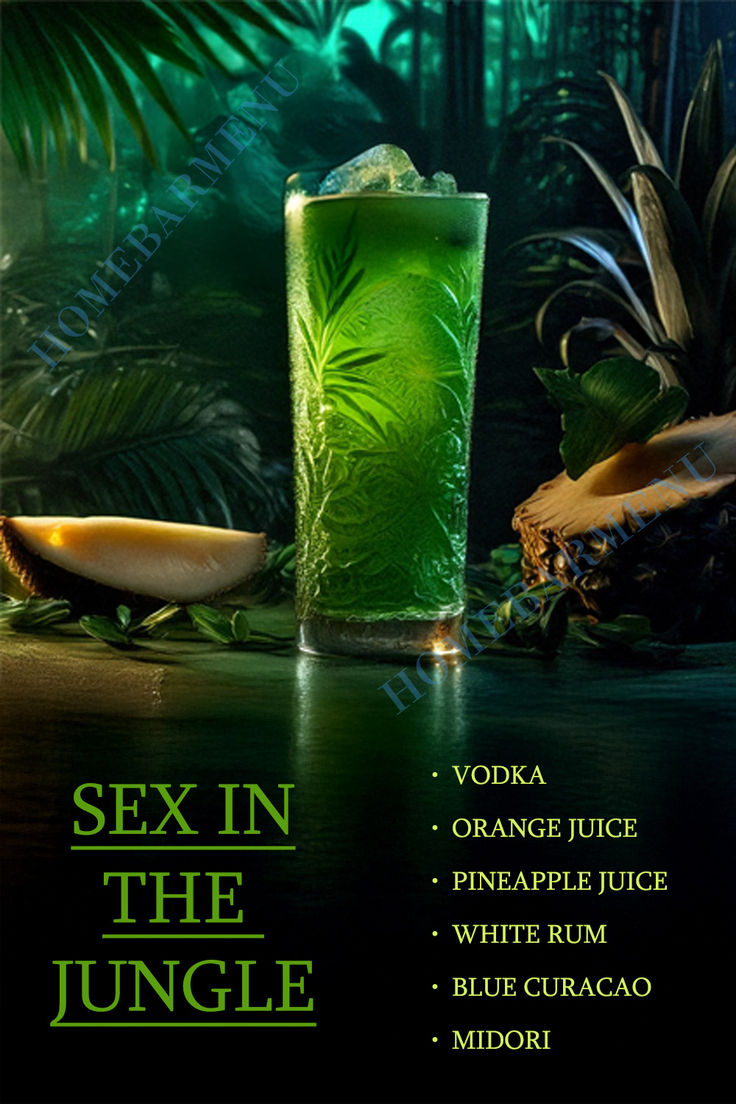 HOMEBARMENU
HOMEBARMENU
SEX IN
THE
JUNGLE
• VODKA
• ORANGE JUICE
• PINEAPPLE JUICE
• WHITE RUM
• BLUE CURACAO
• MIDORI